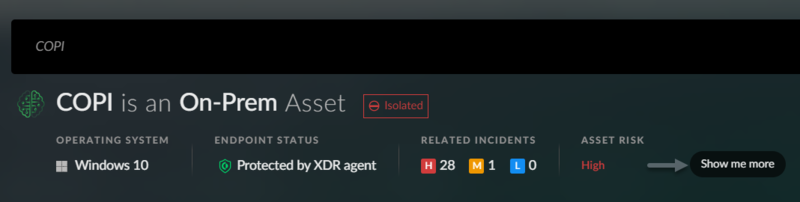 COPI
COPI is an On-Prem Asset Isolated
OPERATING SYSTEM ENDPOINT STATUS RELATED INCIDENTS ASSET RISK
Windows 10 Protected by XDR agent H 28 M 1 L 0 High Show me more